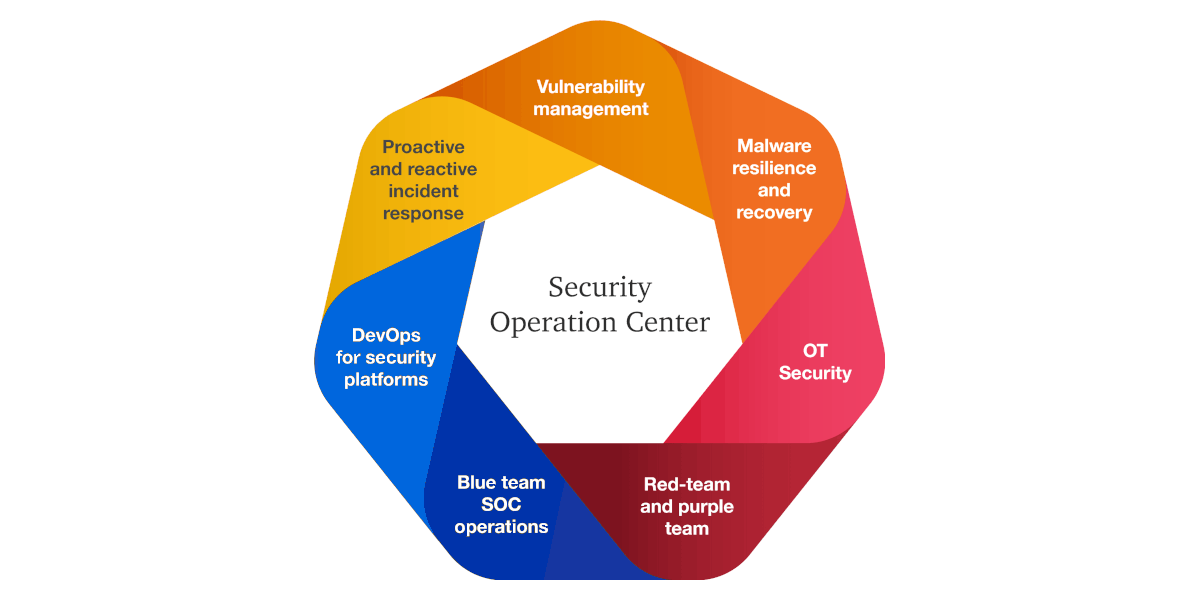 Vulnerability
management
Malware
resilience
and
recovery
OT
Security
Red-team
and purple
team
Blue team
SOC
operations
DevOps
for security
platforms
Proactive
and reactive
incident
response
Security
Operation Center